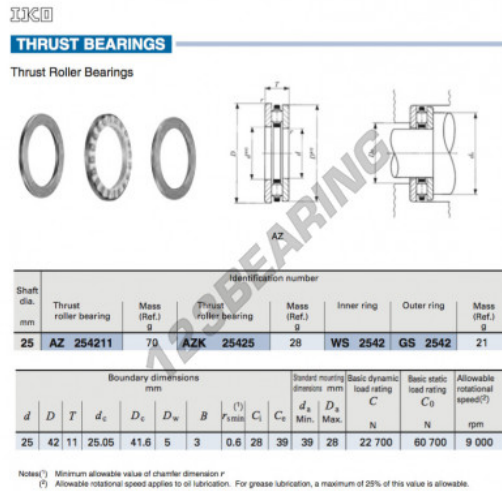 IKO
THRUST BEARINGS
Thrust Roller Bearings
T
r
D
d
AZ
123BEARING
Identification number
Shaft dia. mm
Thrust roller bearing
Mass (Ref.) g
Thrust roller bearing
Mass (Ref.) g
Inner ring
Outer ring
Mass (Ref.) g
25 AZ 254211 70 AZK 25425 28 WS 2542 GS 2542 21
Boundary dimensions mm
Standard mounting dimensions mm
Basic dynamic load rating C N
Basic static load rating C0 N
Allowable rotational speed(2) rpm
d D T dc Dc Dw B rs min(1) Ci Ce da Min. Da Max.
25 42 11 25.05 41.6 5 3 0.6 28 39 39 28 22 700 60 700 9 000
Notes(1) Minimum allowable value of chamfer dimension r
(2) Allowable rotational speed applies to oil lubrication. For grease lubrication, a maximum of 25% of this value is allowable.